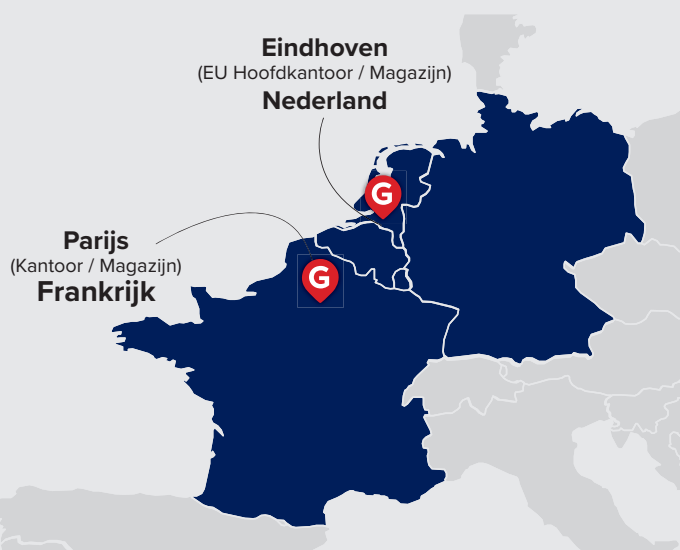 Eindhoven
(EU Hoofdkantoor / Magazijn)
Nederland
G
Parijs
(Kantoor / Magazijn)
Frankrijk
G